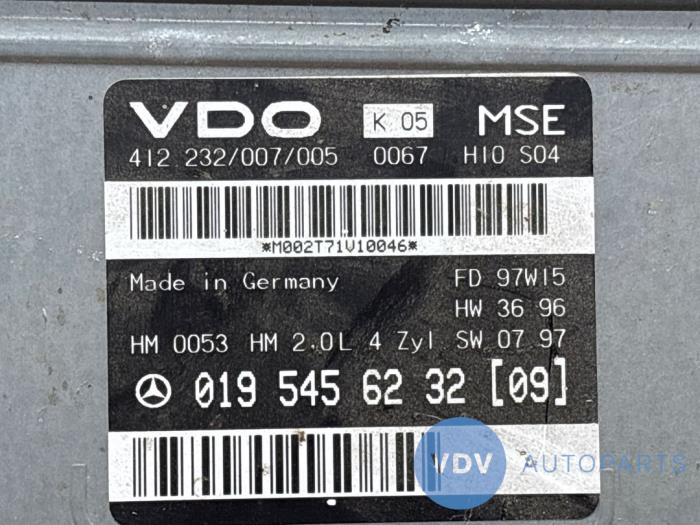 VDO K 05 MSE
412 232/007/005 0067 H10 S04
*M002T71V10046*
Made in Germany FD 97W15
HW 36 96
HM 0053 HM 2.0L 4 Zyl SW 07 97
019 545 62 32 [09]
VDV AUTOPARTS